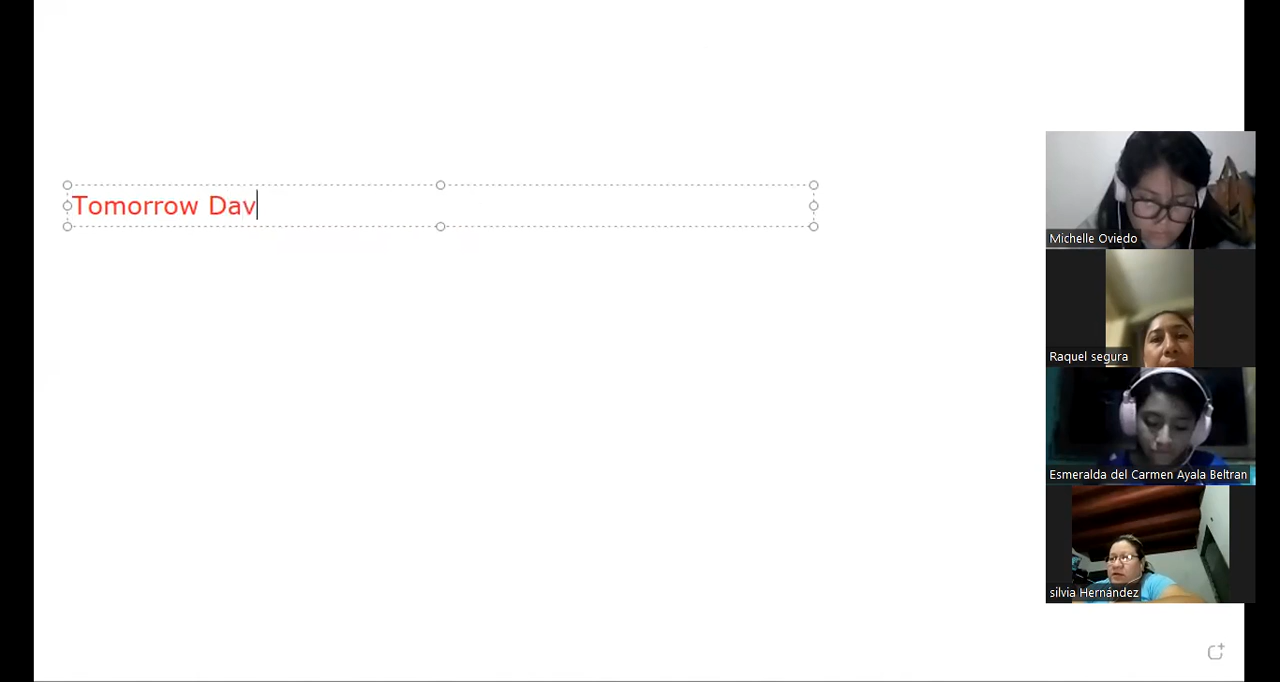 Tomorrow Dav
Michelle Oviedo
Raquel segura
Esmeralda del Carmen Ayala Beltran
silvia Hernández